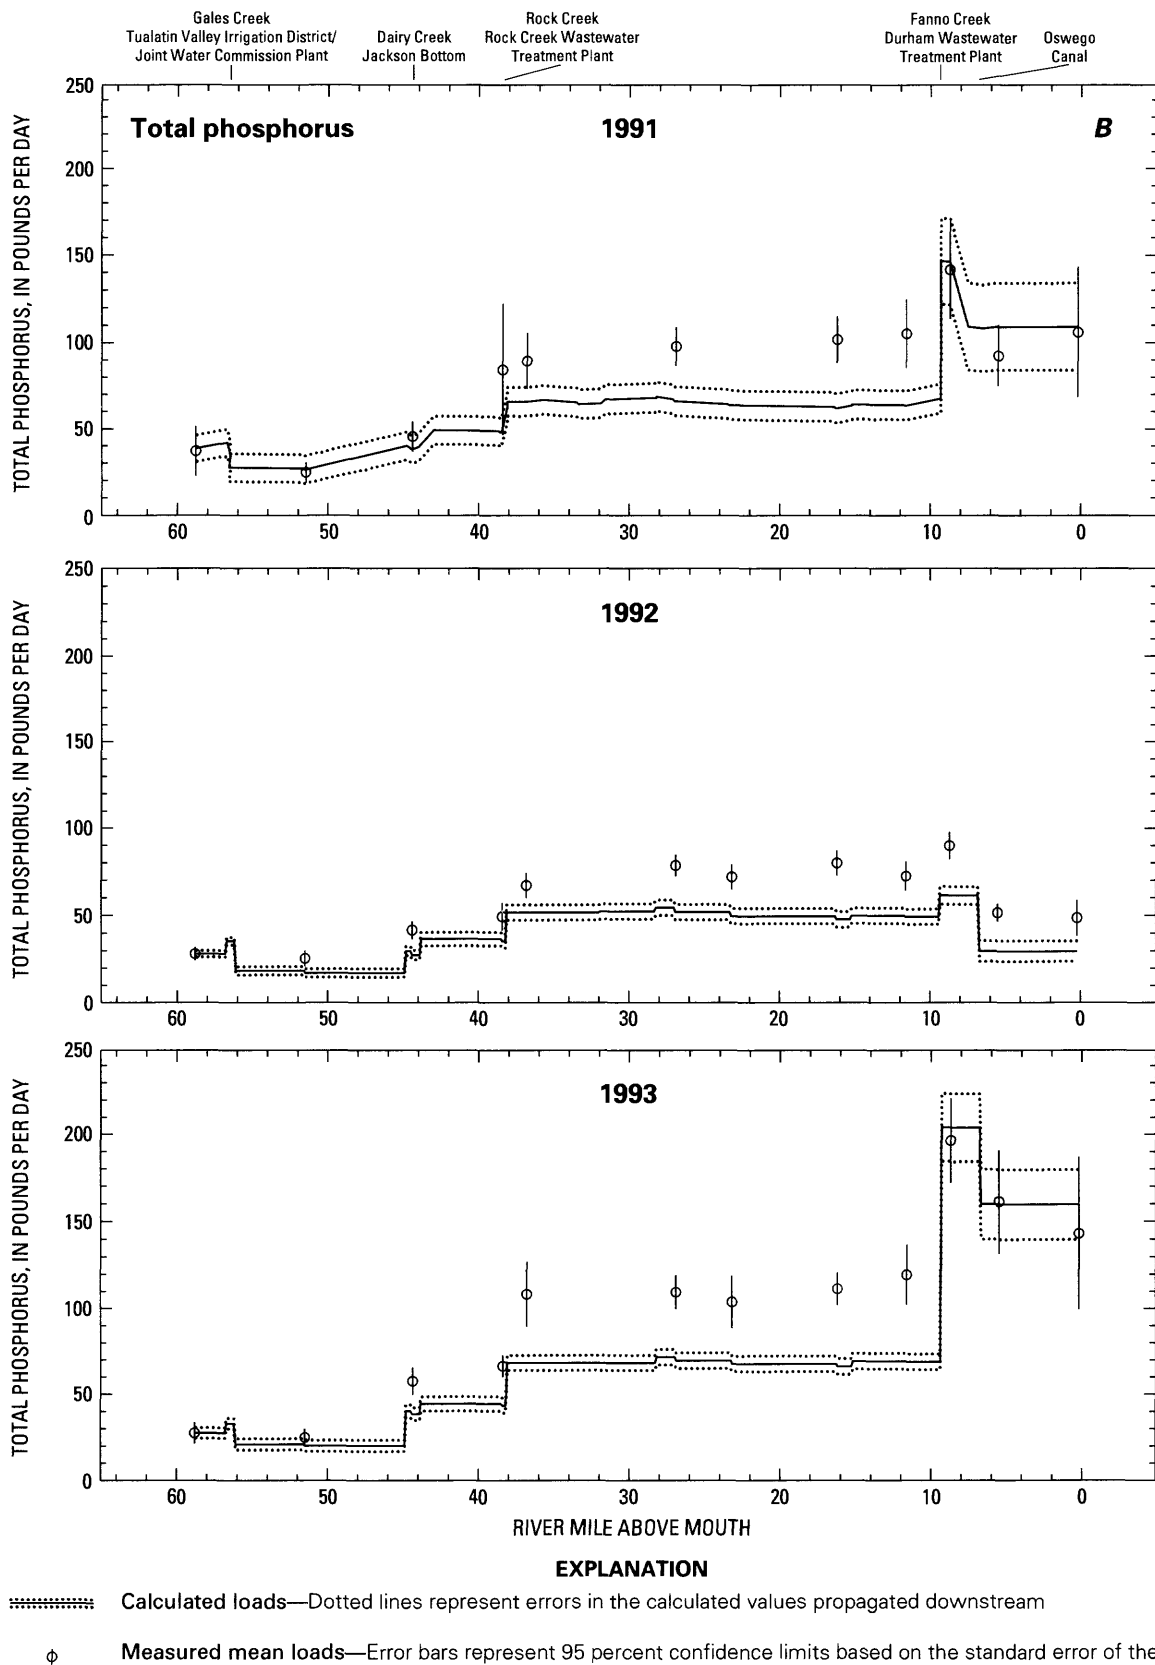 Gales Creek
Tualatin Valley Irrigation District/
Joint Water Commission Plant
Dairy Creek
Jackson Bottom
Rock Creek
Rock Creek Wastewater
Treatment Plant
Fanno Creek
Durham Wastewater
Treatment Plant
Oswego
Canal
TOTAL PHOSPHORUS, IN POUNDS PER DAY
250
200
150
100
50
0
Total phosphorus
1991
B
60 50 40 30 20 10 0
TOTAL PHOSPHORUS, IN POUNDS PER DAY
250
200
150
100
50
0
1992
60 50 40 30 20 10 0
TOTAL PHOSPHORUS, IN POUNDS PER DAY
250
200
150
100
50
0
1993
60 50 40 30 20 10 0
RIVER MILE ABOVE MOUTH
EXPLANATION
Calculated loads—Dotted lines represent errors in the calculated values propagated downstream
Measured mean loads—Error bars represent 95 percent confidence limits based on the standard error of the